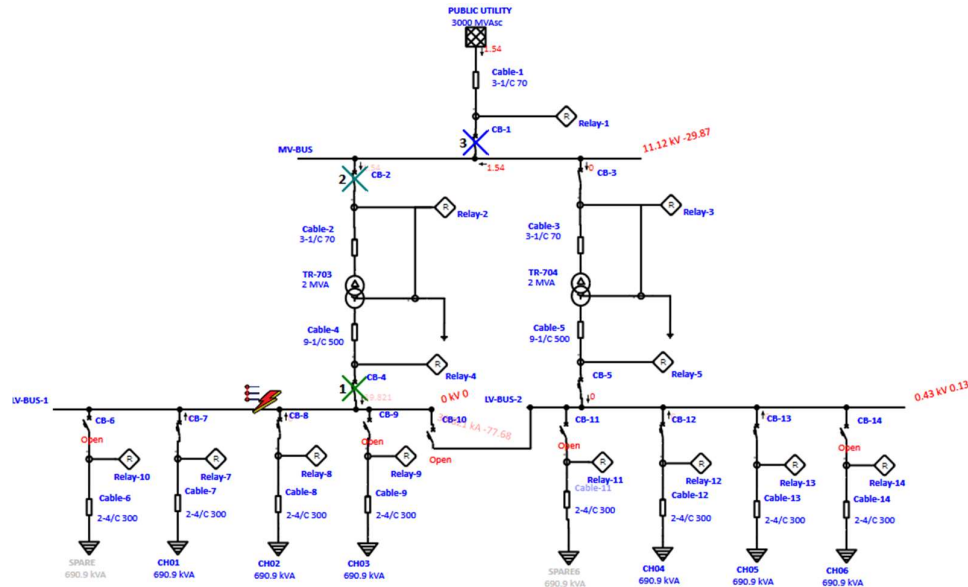 PUBLIC UTILITY
3000 MVAsc
1.54
Cable-1
3-1/C 70
R
Relay-1
CB-1
3
11.12 kV -29.87
MV-BUS
1.54
0
2
CB-2
CB-3
R
Relay-2
R
Relay-3
Cable-2
3-1/C 70
Cable-3
3-1/C 70
TR-703
2 MVA
TR-704
2 MVA
Cable-4
9-1/C 500
Cable-5
9-1/C 500
R
Relay-4
R
Relay-5
CB-4
1
CB-5
0 kV 0
0
0.43 kV 0.13
LV-BUS-1
LV-BUS-2
CB-6
CB-7
CB-8
CB-9
CB-10
CB-11
CB-12
CB-13
CB-14
kA -77.68
Open
Open
Open
Open
Open
R
R
R
R
R
R
R
R
Relay-10
Relay-7
Relay-8
Relay-9
Relay-11
Relay-12
Relay-13
Relay-14
Cable-6
Cable-7
Cable-8
Cable-9
Cable-11
Cable-12
Cable-13
Cable-14
2-4/C 300
2-4/C 300
2-4/C 300
2-4/C 300
2-4/C 300
2-4/C 300
2-4/C 300
2-4/C 300
SPARE
690.9 kVA
CH01
690.9 kVA
CH02
690.9 kVA
CH03
690.9 kVA
SPARE6
690.9 kVA
CH04
690.9 kVA
CH05
690.9 kVA
CH06
690.9 kVA